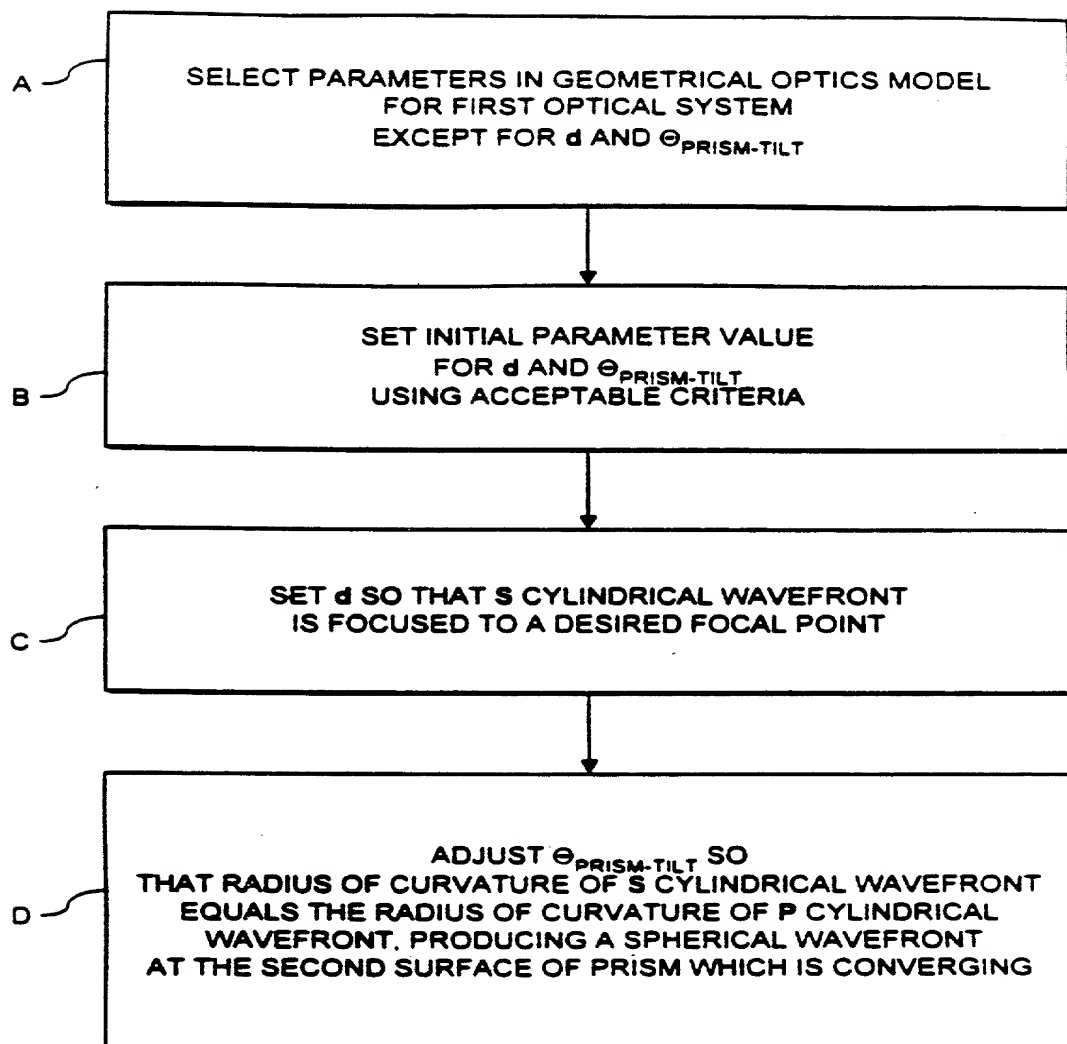 A
SELECT PARAMETERS IN GEOMETRICAL OPTICS MODEL
FOR FIRST OPTICAL SYSTEM
EXCEPT FOR d AND ΘPRISM-TILT
B
SET INITIAL PARAMETER VALUE
FOR d AND ΘPRISM-TILT
USING ACCEPTABLE CRITERIA
C
SET d SO THAT S CYLINDRICAL WAVEFRONT
IS FOCUSED TO A DESIRED FOCAL POINT
D
ADJUST ΘPRISM-TILT SO
THAT RADIUS OF CURVATURE OF S CYLINDRICAL WAVEFRONT
EQUALS THE RADIUS OF CURVATURE OF P CYLINDRICAL
WAVEFRONT, PRODUCING A SPHERICAL WAVEFRONT
AT THE SECOND SURFACE OF PRISM WHICH IS CONVERGING